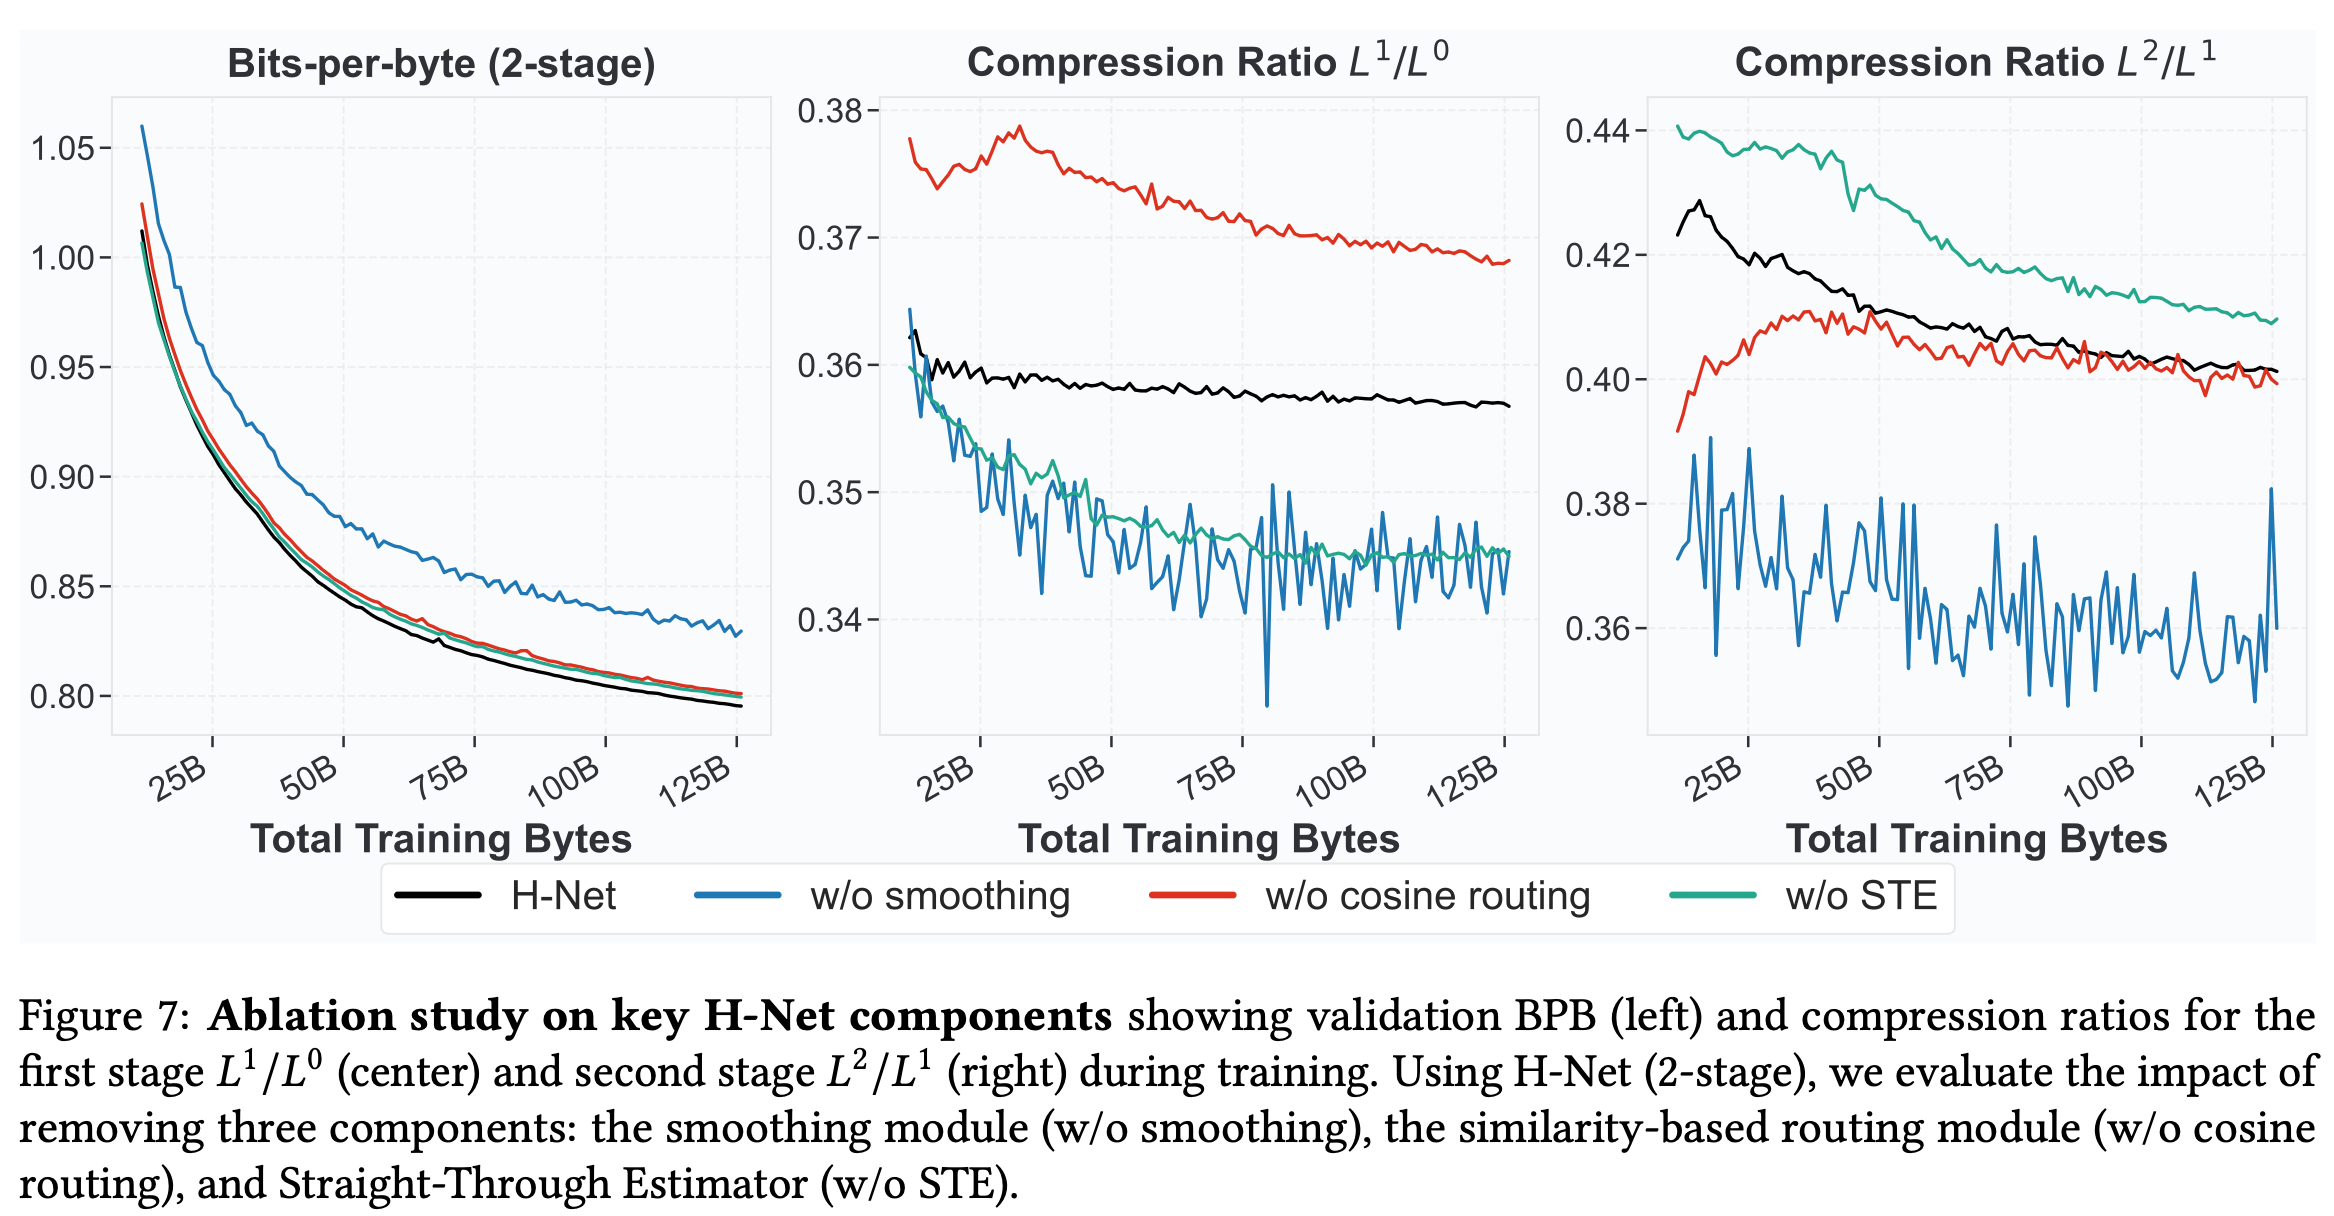 Bits-per-byte (2-stage)
Compression Ratio L¹/L⁰
Compression Ratio L²/L¹
1.05
1.00
0.95
0.90
0.85
0.80
25B
50B
75B
100B
125B
Total Training Bytes
0.38
0.37
0.36
0.35
0.34
25B
50B
75B
100B
125B
Total Training Bytes
0.44
0.42
0.40
0.38
0.36
25B
50B
75B
100B
125B
Total Training Bytes
H-Net
w/o smoothing
w/o cosine routing
w/o STE
Figure 7: Ablation study on key H-Net components showing validation BPB (left) and compression ratios for the
first stage L¹/L⁰ (center) and second stage L²/L¹ (right) during training. Using H-Net (2-stage), we evaluate the impact of
removing three components: the smoothing module (w/o smoothing), the similarity-based routing module (w/o cosine
routing), and Straight-Through Estimator (w/o STE).